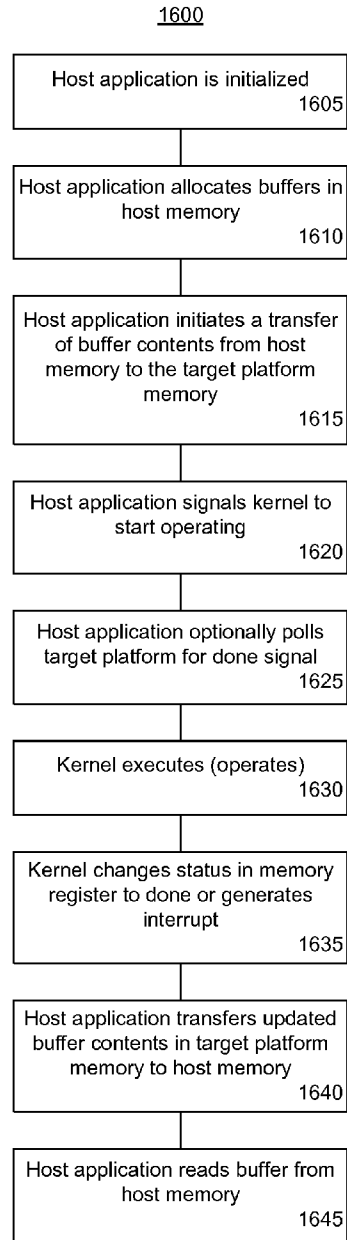 1600
Host application is initialized
1605
Host application allocates buffers in
host memory
1610
Host application initiates a transfer
of buffer contents from host
memory to the target platform
memory
1615
Host application signals kernel to
start operating
1620
Host application optionally polls
target platform for done signal
1625
Kernel executes (operates)
1630
Kernel changes status in memory
register to done or generates
interrupt
1635
Host application transfers updated
buffer contents in target platform
memory to host memory
1640
Host application reads buffer from
host memory
1645